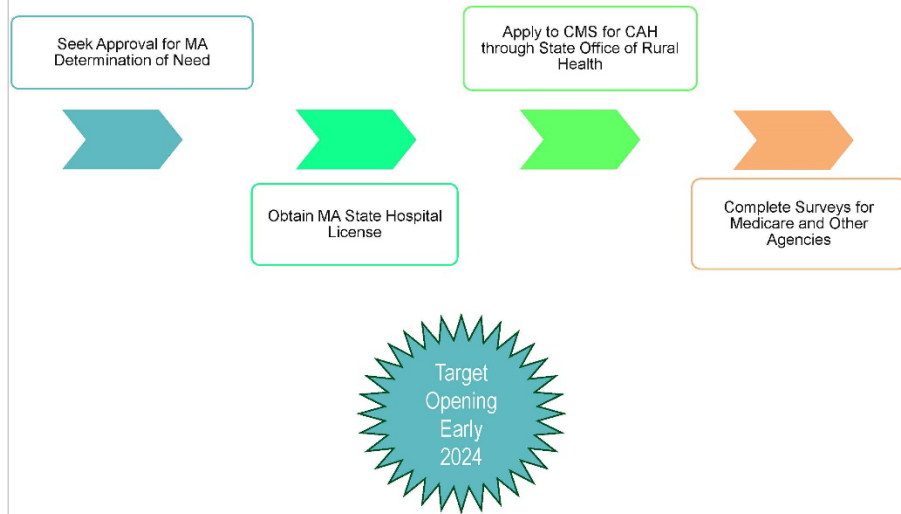 Seek Approval for MA
Determination of Need
Obtain MA State Hospital
License
Apply to CMS for CAH
through State Office of Rural
Health
Complete Surveys for
Medicare and Other
Agencies
Target
Opening
Early
2024